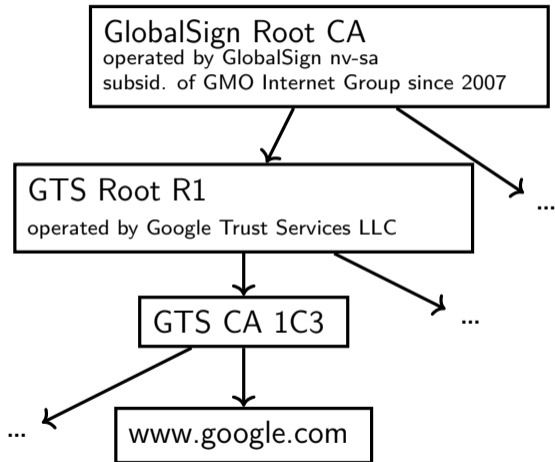 GlobalSign Root CA
operated by GlobalSign nv-sa
subsid. of GMO Internet Group since 2007
GTS Root R1
operated by Google Trust Services LLC
...
GTS CA 1C3
...
...
www.google.com